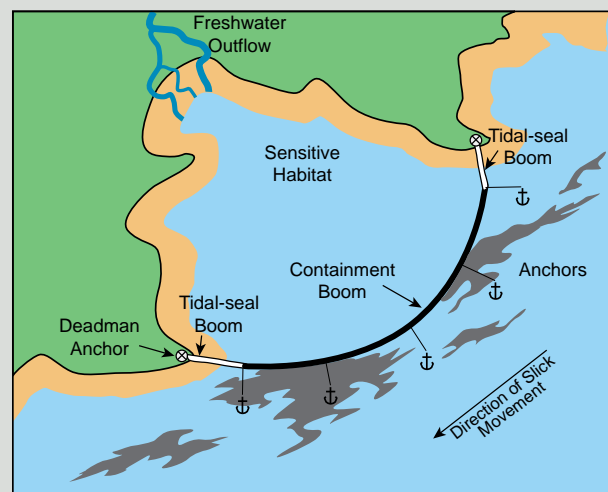 Freshwater
Outflow
Sensitive
Habitat
Tidal-seal
Boom
Containment
Boom
Anchors
Tidal-seal
Boom
Deadman
Anchor
Direction of Slick
Movement